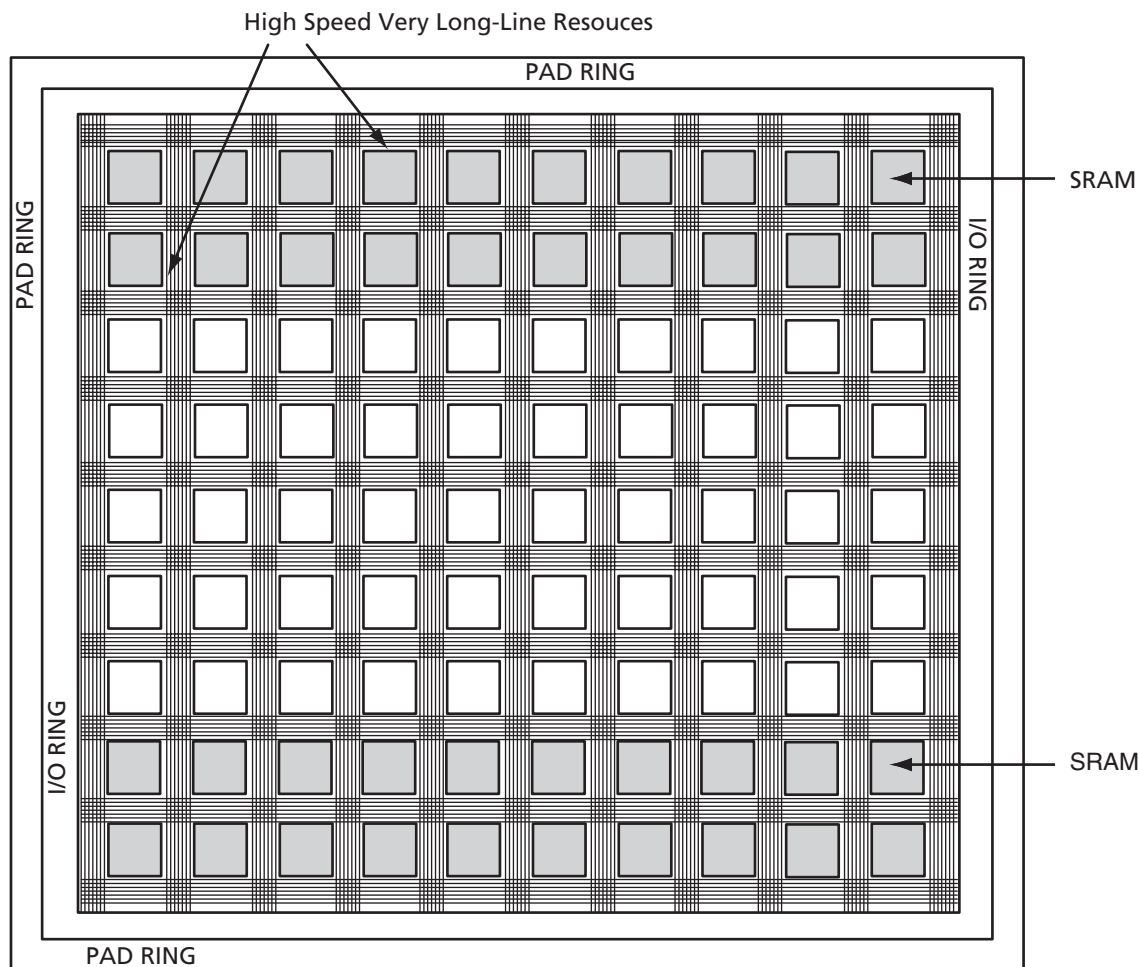 High Speed Very Long-Line Resouces
PAD RING
SRAM
PAD RING
I/O RING
I/O RING
SRAM
PAD RING